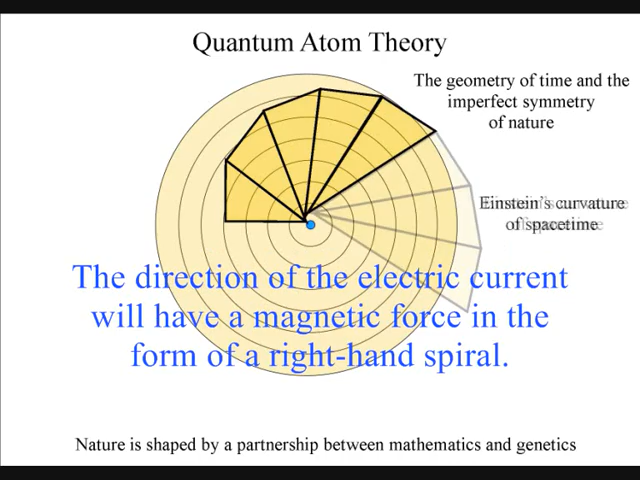 Quantum Atom Theory
The geometry of time and the
imperfect symmetry
of nature
Einstein's curvature
of spacetime
The direction of the electric current
will have a magnetic force in the
form of a right-hand spiral.
Nature is shaped by a partnership between mathematics and genetics